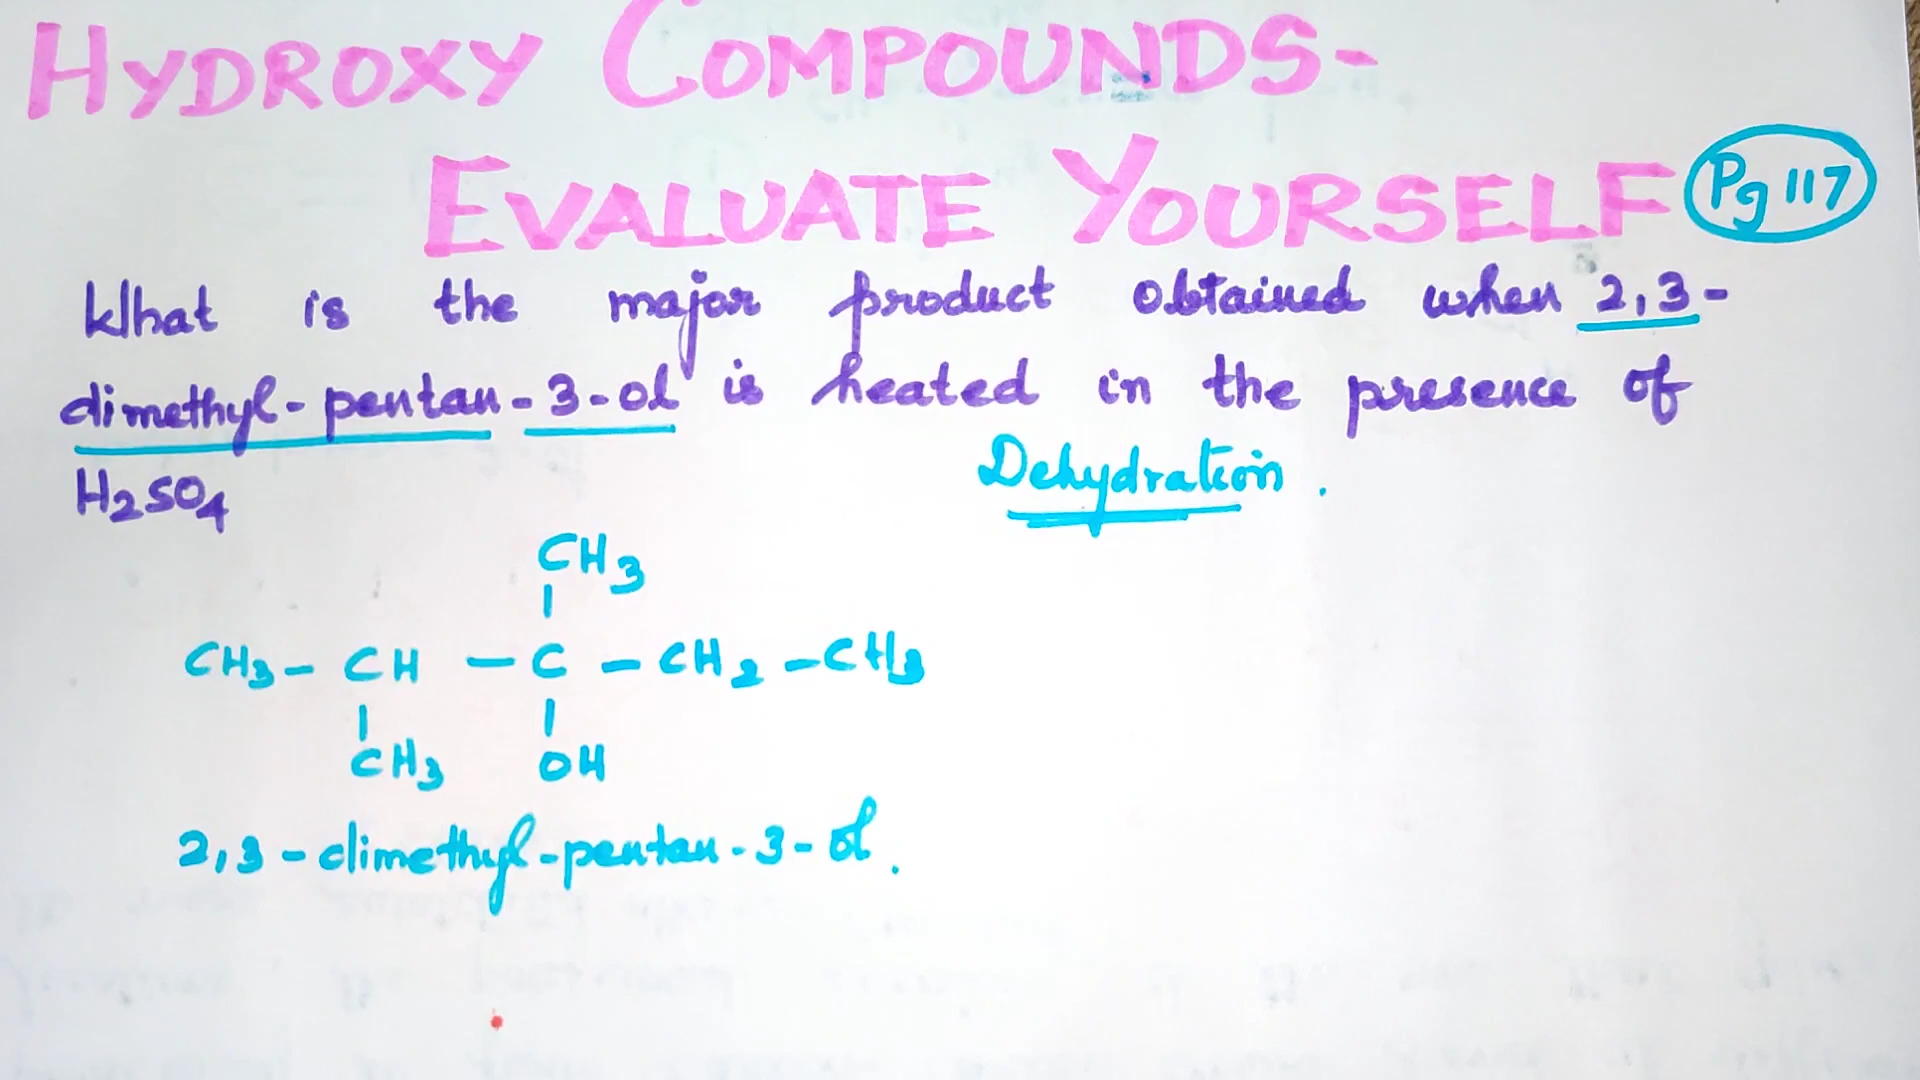 HYDROXY COMPOUNDS-
EVALUATE YOURSELF Pg 117
What is the major product obtained when 2,3-
dimethyl-pentan-3-ol is heated in the presence of
H2SO4
Dehydration.
CH3
CH3 - CH - C - CH2 - CH3
CH3 OH
2,3-dimethyl-pentan-3-ol.